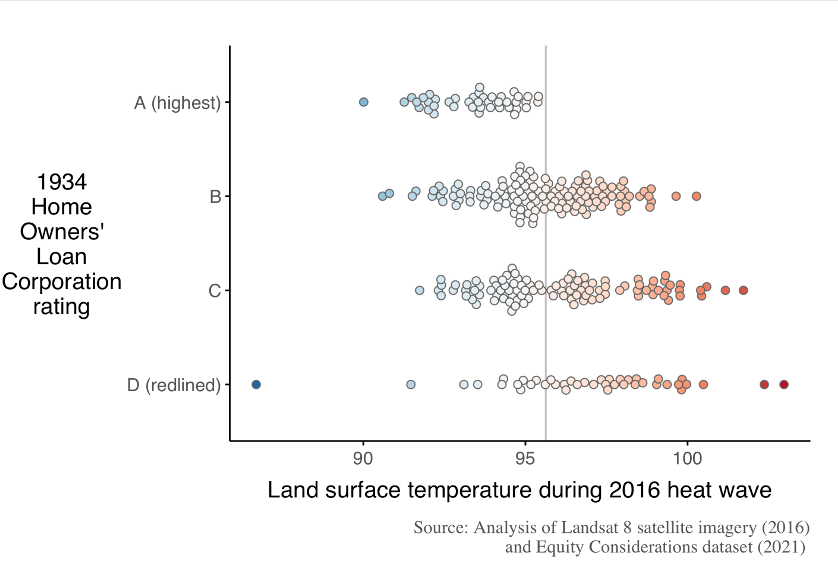 A (highest)
B
C
D (redlined)
1934
Home
Owners'
Loan
Corporation
rating
90
95
100
Land surface temperature during 2016 heat wave
Source: Analysis of Landsat 8 satellite imagery (2016)
and Equity Considerations dataset (2021)